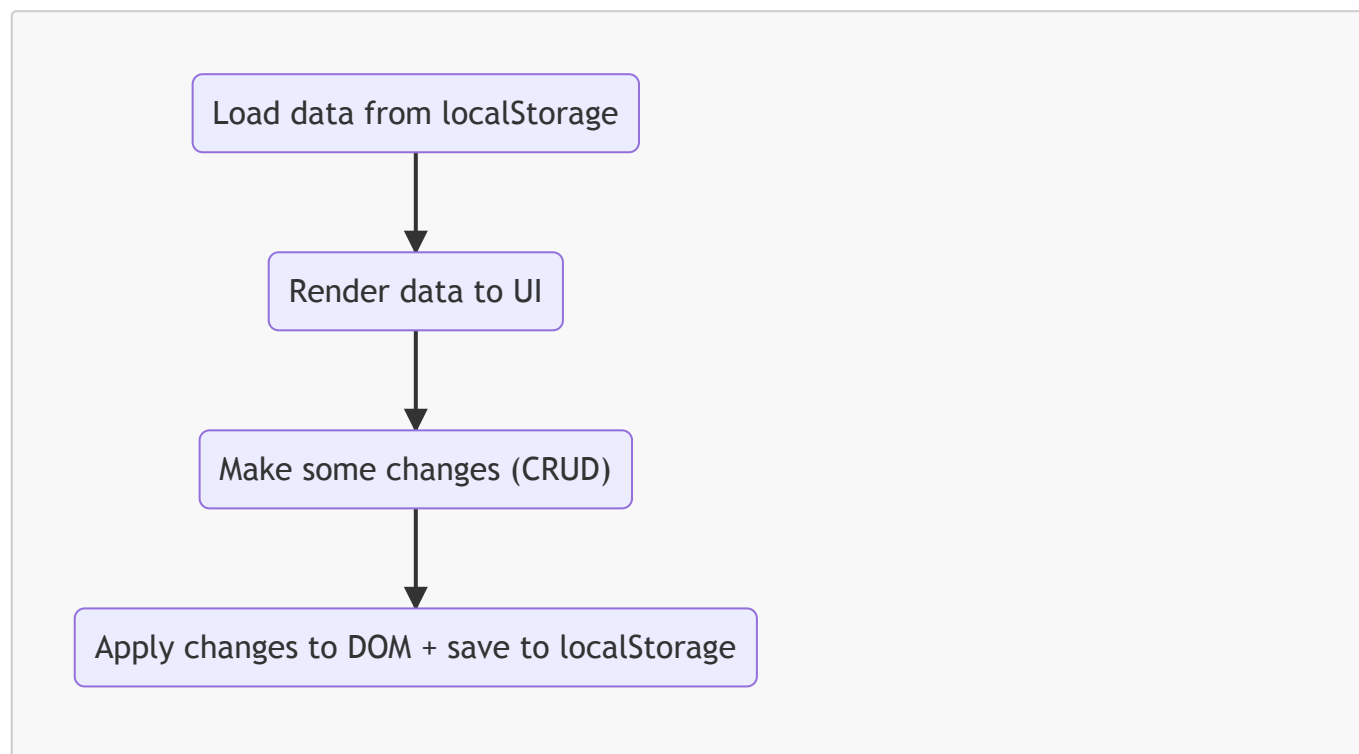 Load data from localStorage
Render data to UI
Make some changes (CRUD)
Apply changes to DOM + save to localStorage